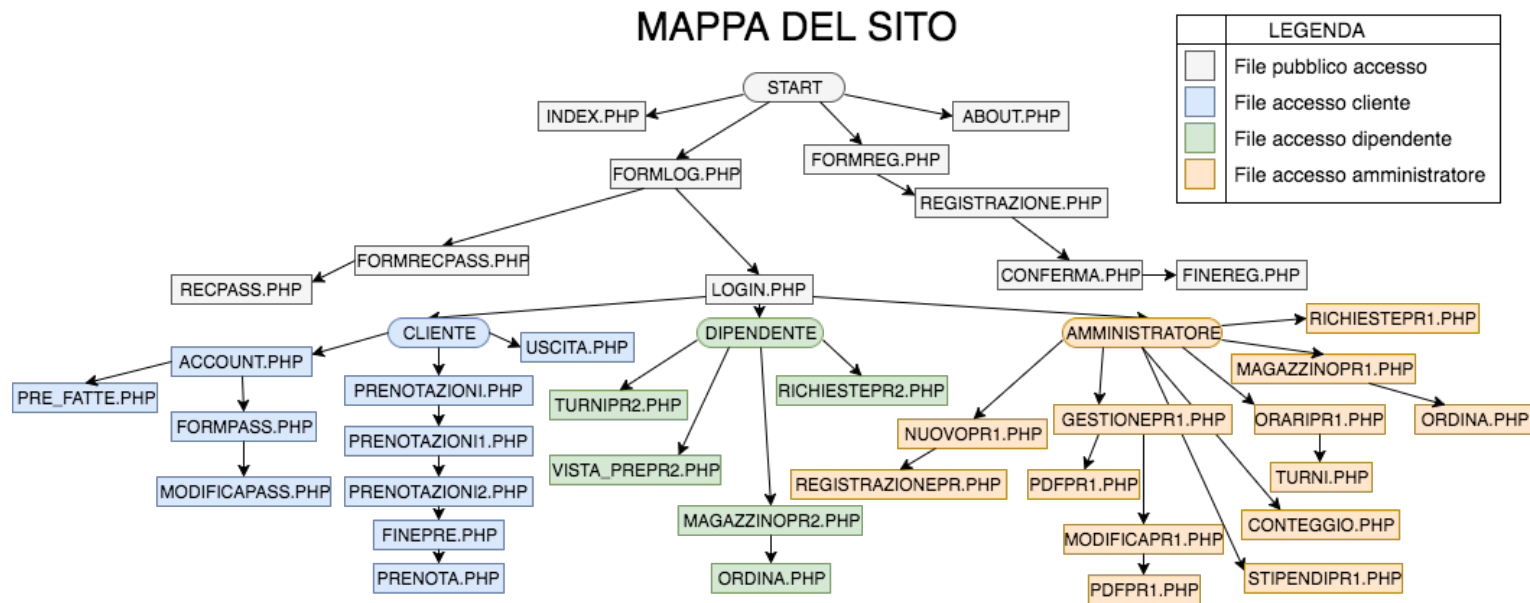 MAPPA DEL SITO
LEGENDA
File pubblico accesso
File accesso cliente
File accesso dipendente
File accesso amministratore
START
INDEX.PHP
ABOUT.PHP
FORMLOG.PHP
FORMREG.PHP
REGISTRAZIONE.PHP
FORMRECPASS.PHP
RECPASS.PHP
CONFERMA.PHP
FINEREG.PHP
LOGIN.PHP
CLIENTE
DIPENDENTE
AMMINISTRATORE
RICHIESTEPR1.PHP
ACCOUNT.PHP
USCITA.PHP
PRE_FATTE.PHP
PRENOTAZIONI.PHP
FORMPASS.PHP
PRENOTAZIONI1.PHP
MODIFICAPASS.PHP
PRENOTAZIONI2.PHP
FINEPRE.PHP
PRENOTA.PHP
TURNIPR2.PHP
RICHIESTEPR2.PHP
VISTA_PREPR2.PHP
MAGAZZINOPR2.PHP
ORDINA.PHP
MAGAZZINOPR1.PHP
NUOVOPR1.PHP
GESTIONEPR1.PHP
ORARIPR1.PHP
ORDINA.PHP
REGISTRAZIONEPR.PHP
PDFPR1.PHP
TURNI.PHP
CONTEGGIO.PHP
MODIFICAPR1.PHP
STIPENDIPR1.PHP
PDFPR1.PHP